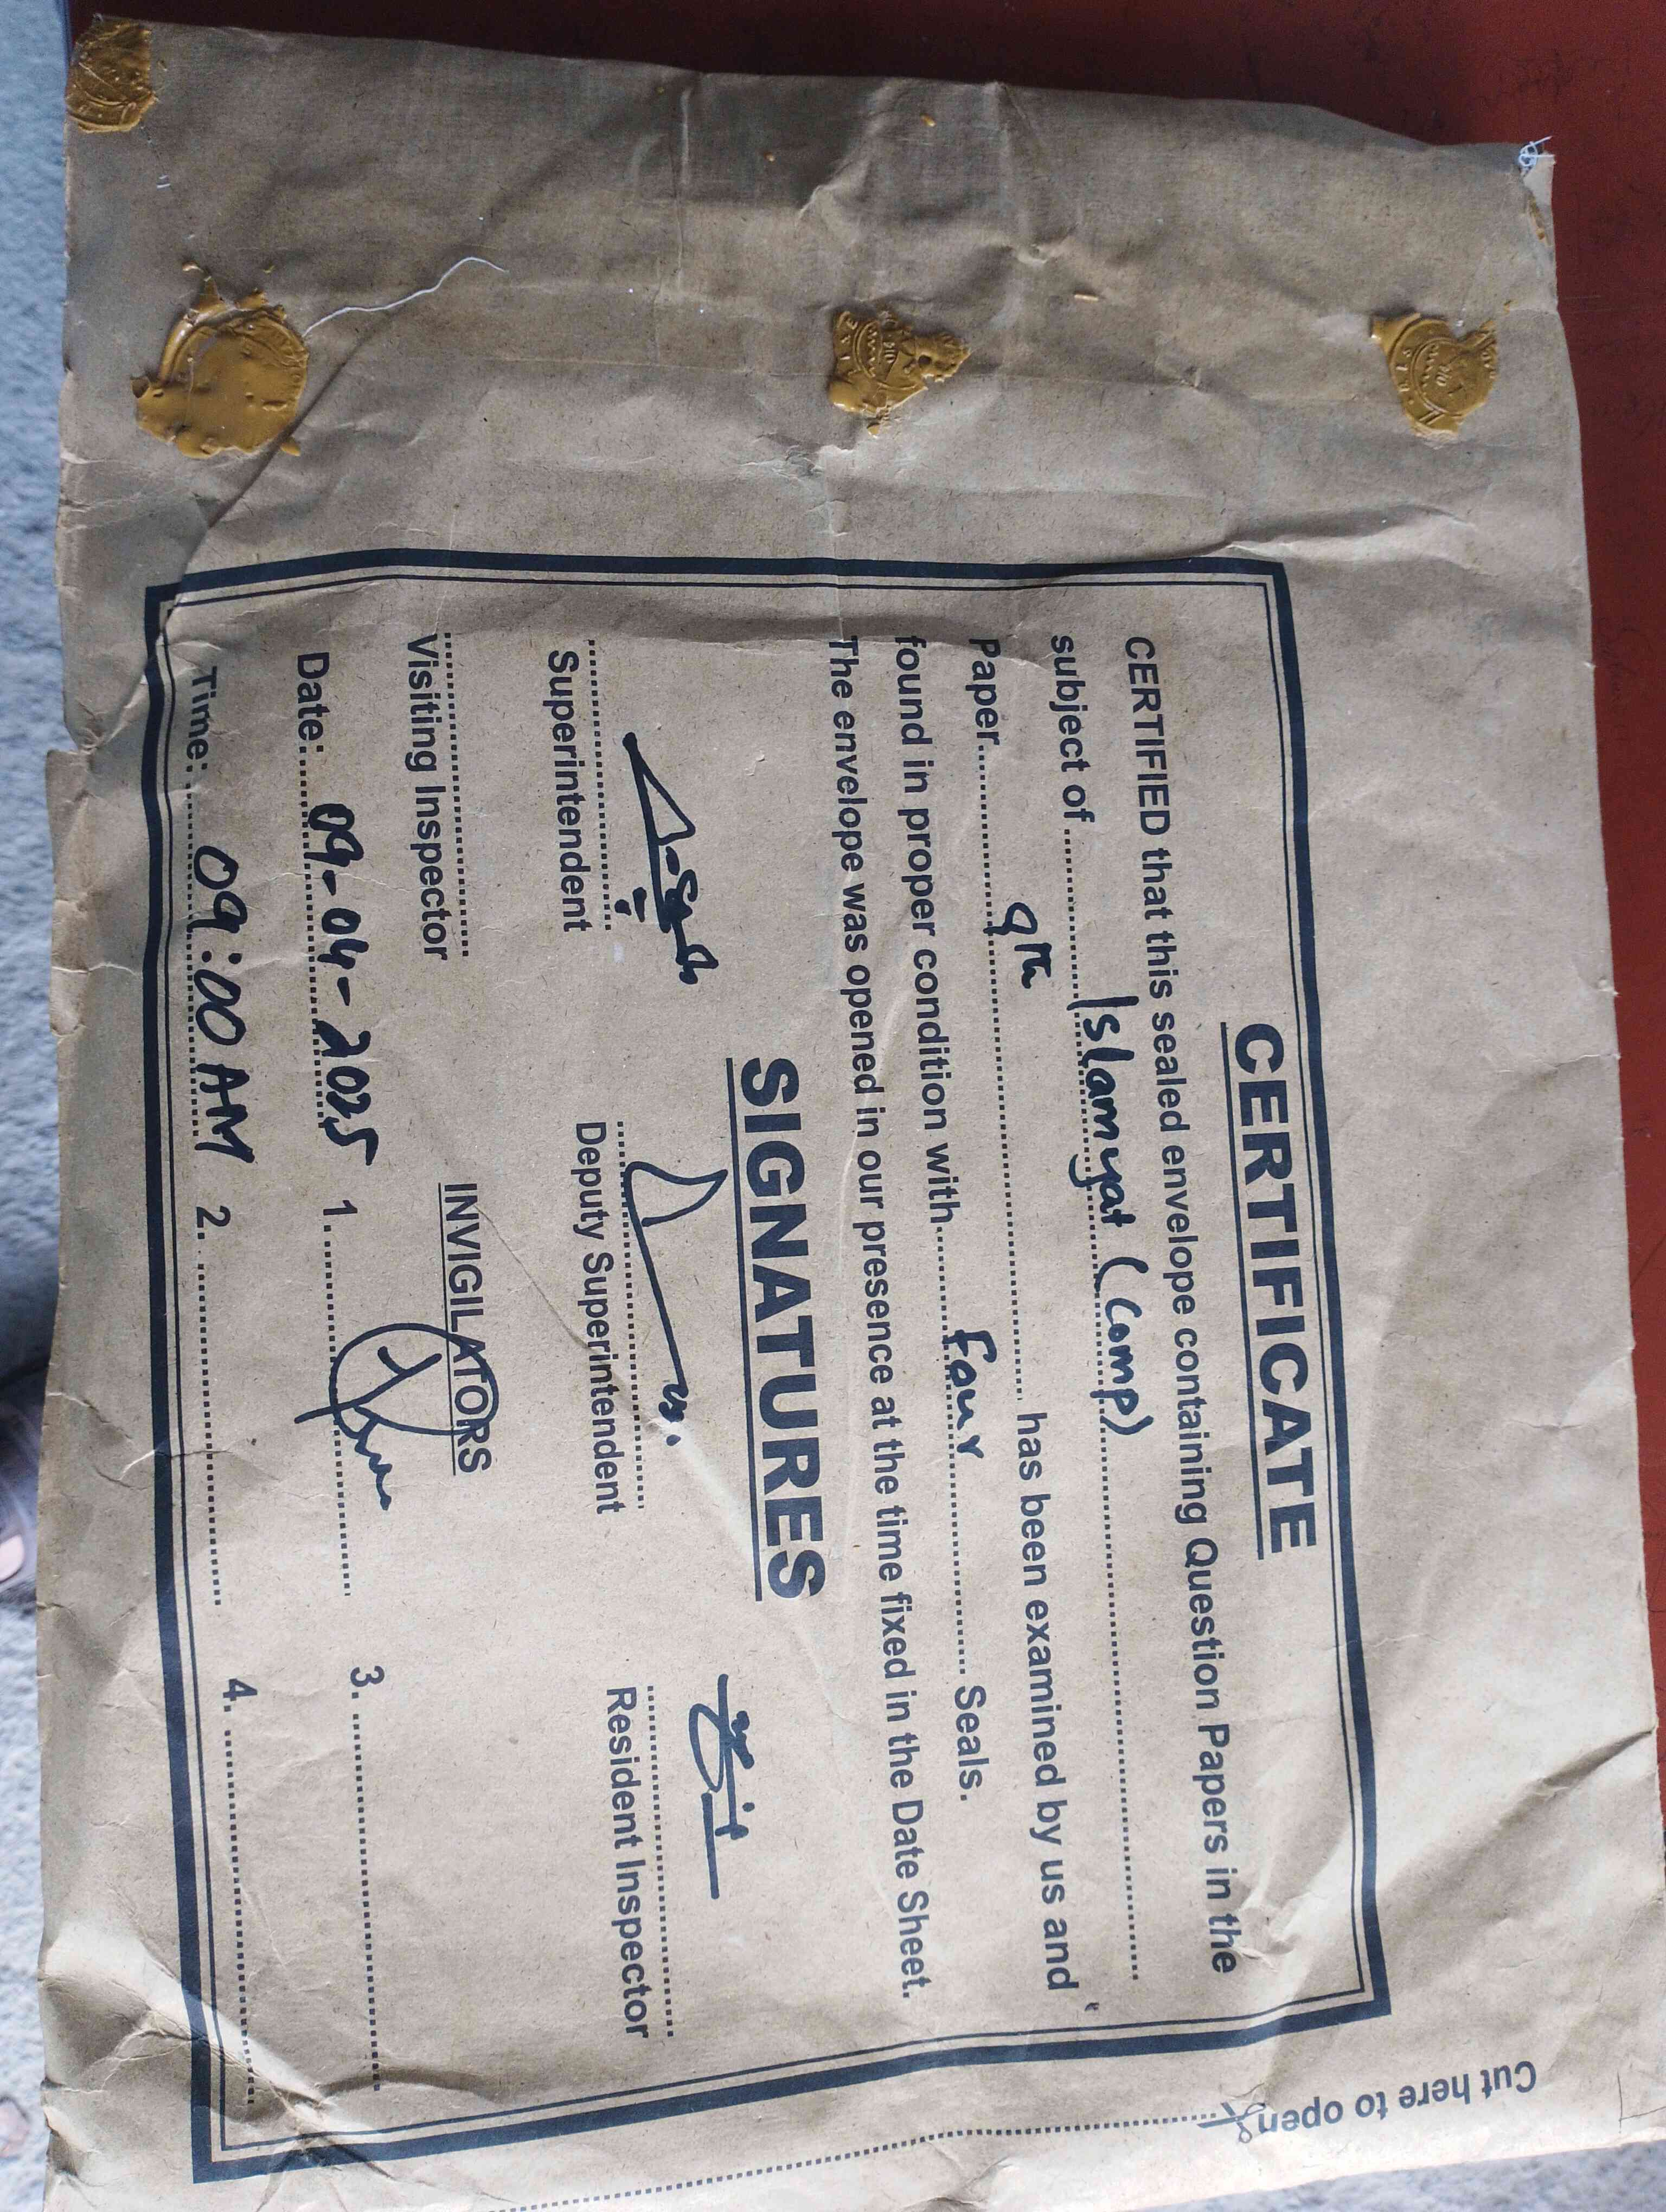 CERTIFICATE
CERTIFIED that this sealed envelope containing Question Papers in the
subject of Islamyat (Comp)
Paper 9th has been examined by us and
found in proper condition with Four Seals.
The envelope was opened in our presence at the time fixed in the Date Sheet.
SIGNATURES
Superintendent Deputy Superintendent Resident Inspector
Visiting Inspector INVIGILATORS
Date: 09-04-2025 1. 3.
Time: 09:00 AM 2. 4.
Cut here to open